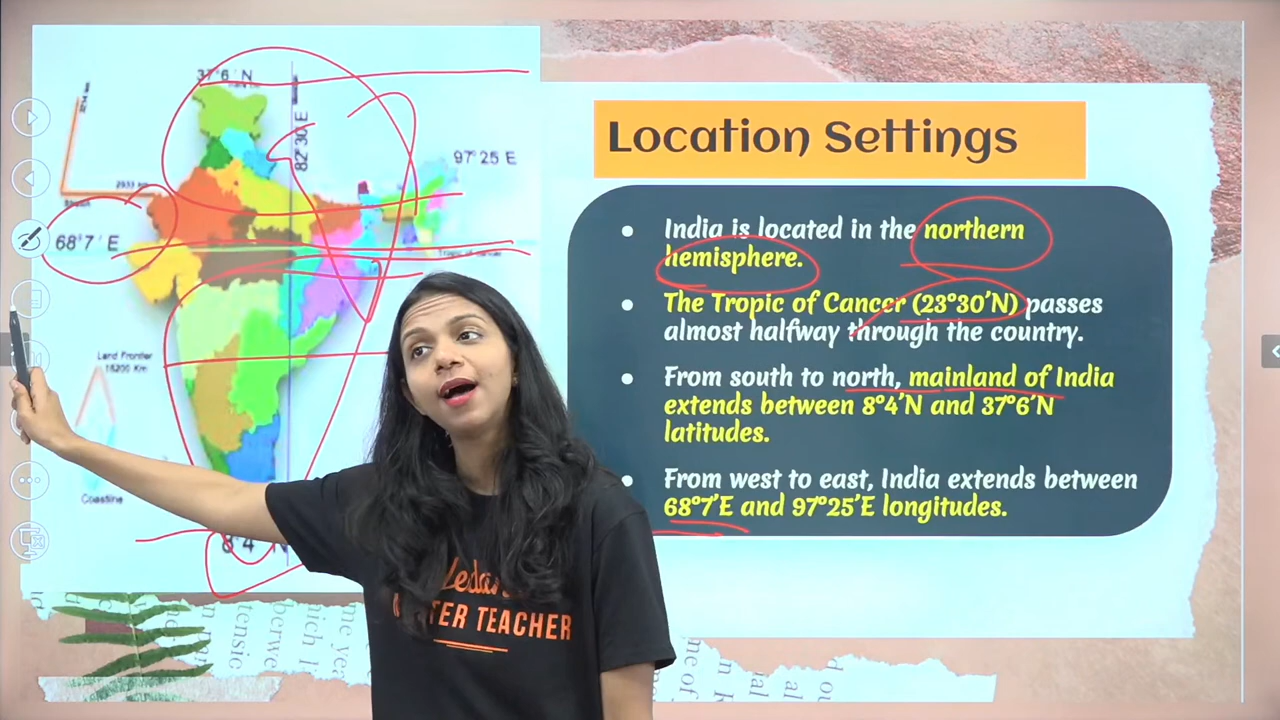 37°6' N
82°30' E
97°25 E
68°7' E
Land Frontier
15200 Km
Coastline
8°4' N
Location Settings
• India is located in the northern
hemisphere.
• The Tropic of Cancer (23°30'N) passes
almost halfway through the country.
• From south to north, mainland of India
extends between 8°4'N and 37°6'N
latitudes.
• From west to east, India extends between
68°7'E and 97°25'E longitudes.
TER TEACHER